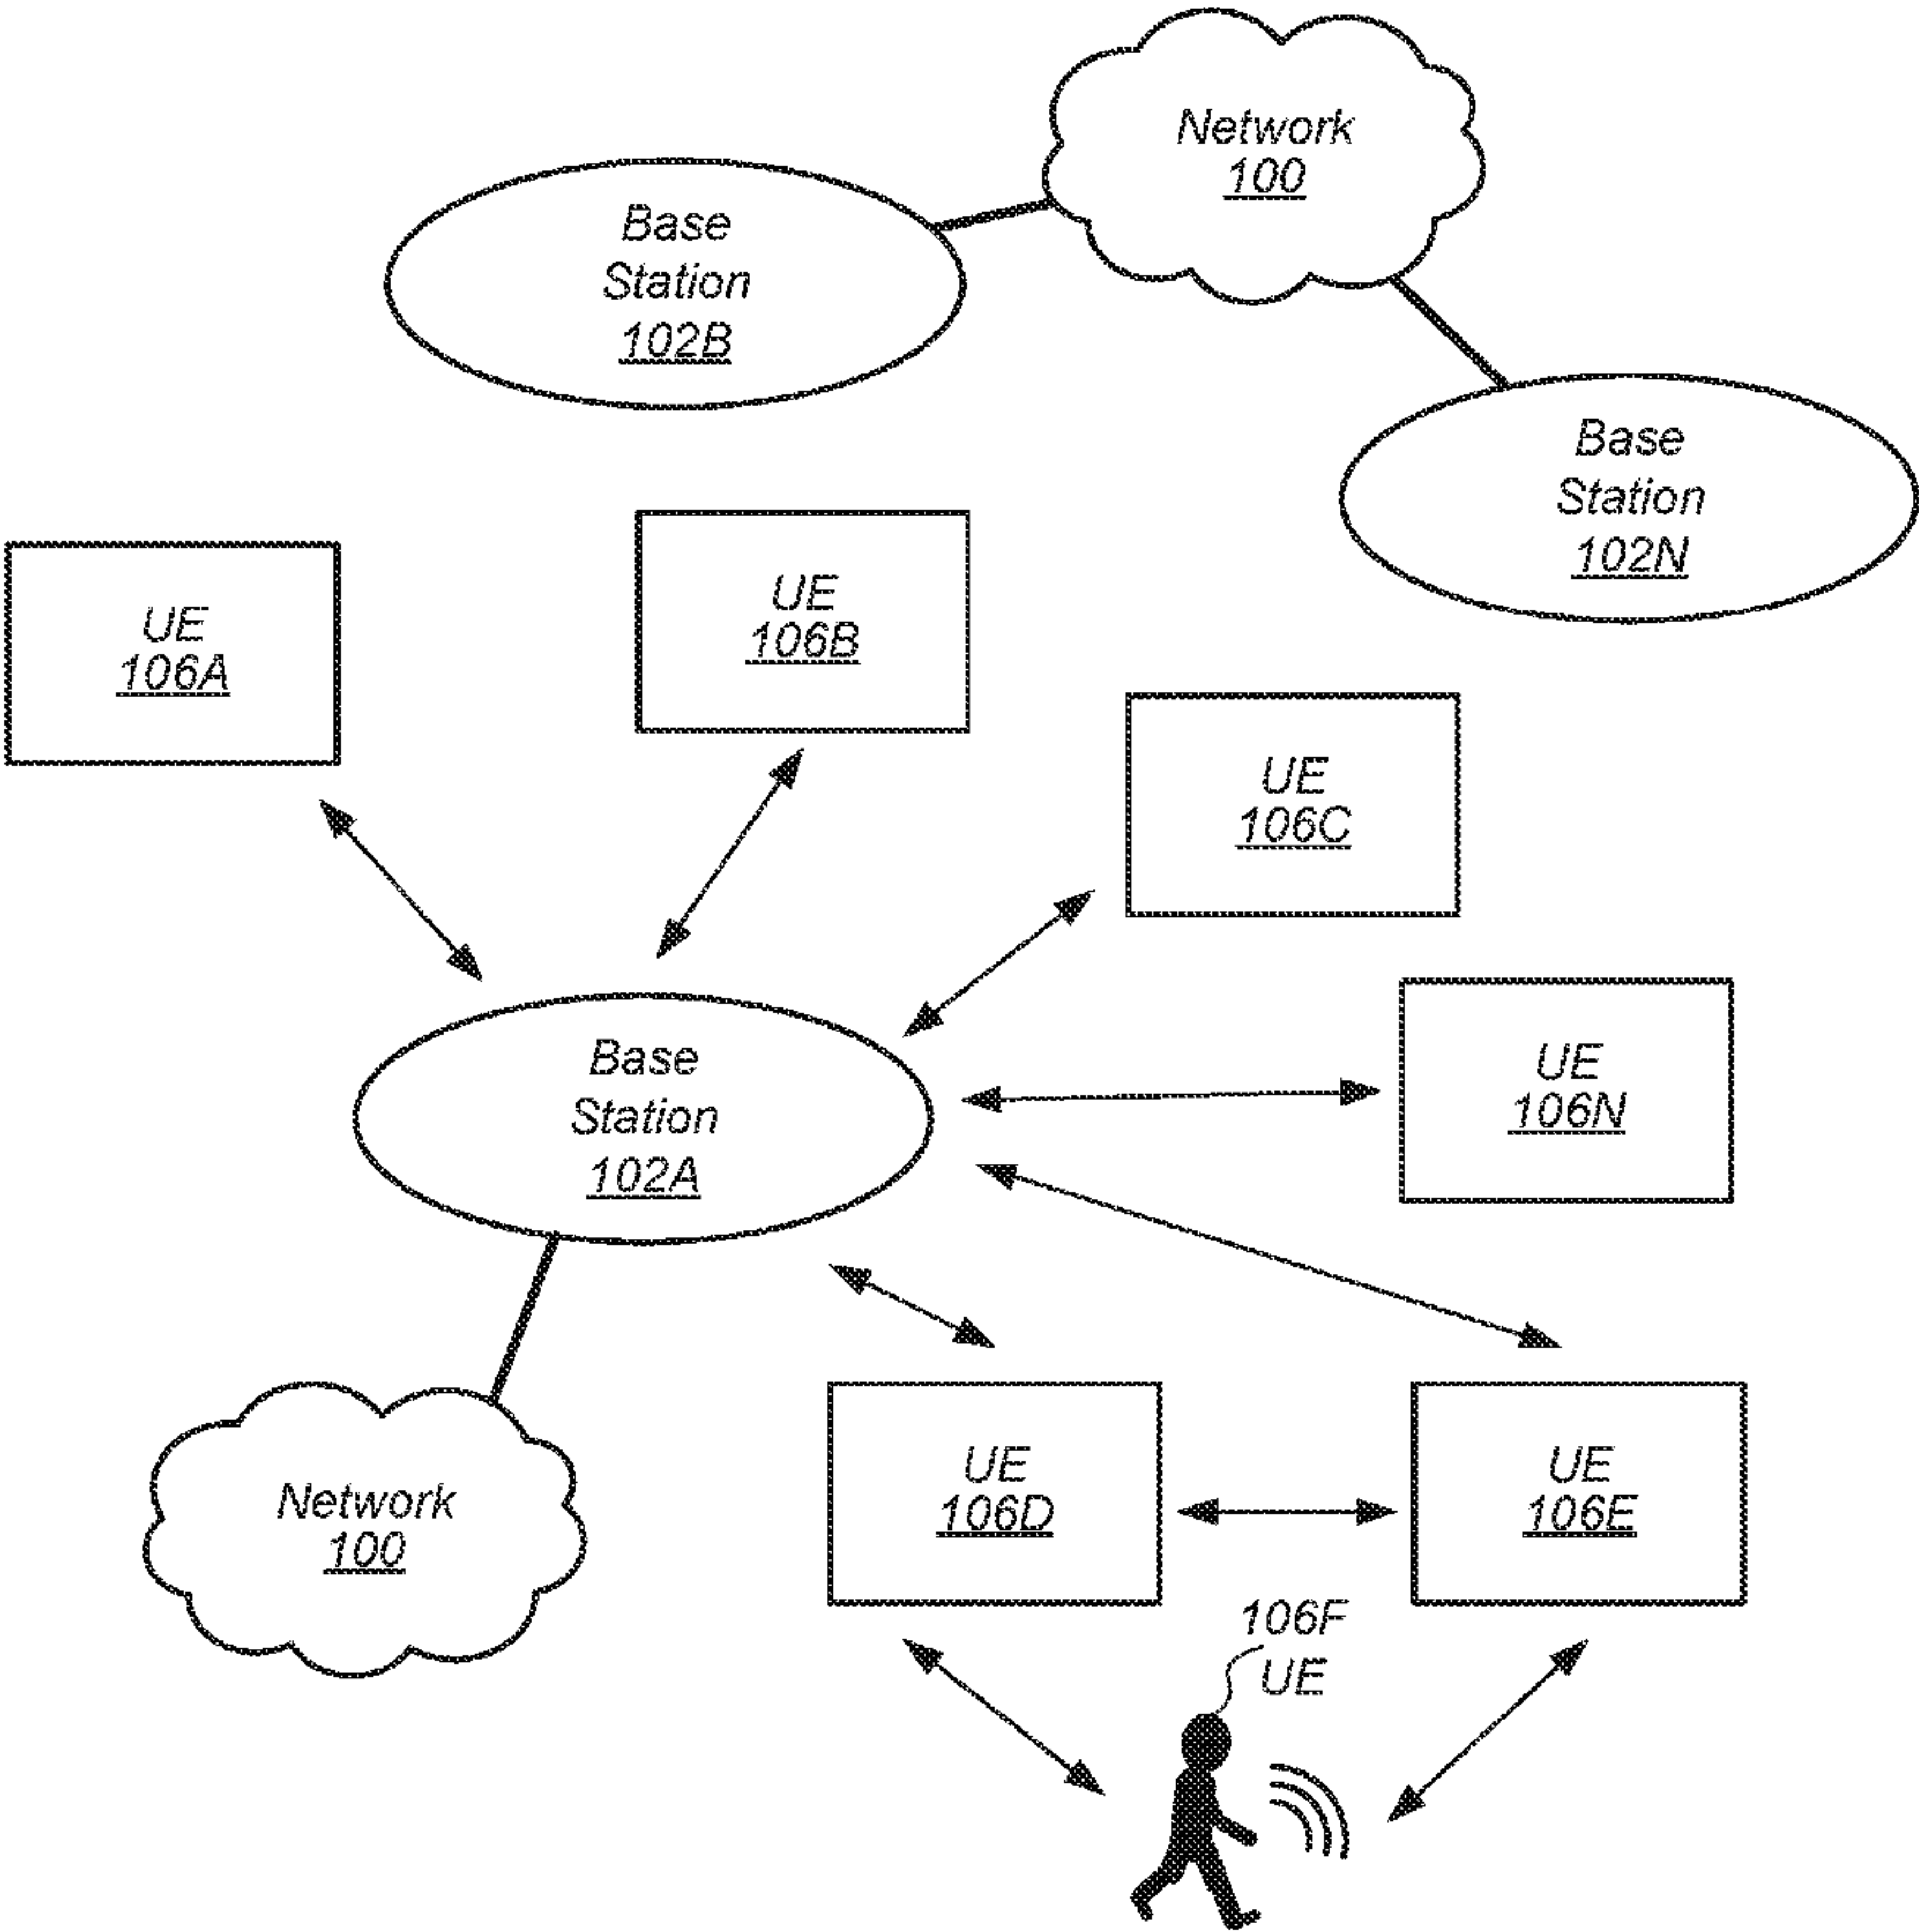 Network
100
Base
Station
102B
Base
Station
102N
UE
106A
UE
106B
UE
106C
Base
Station
102A
UE
106N
Network
100
UE
106D
UE
106E
106F
UE